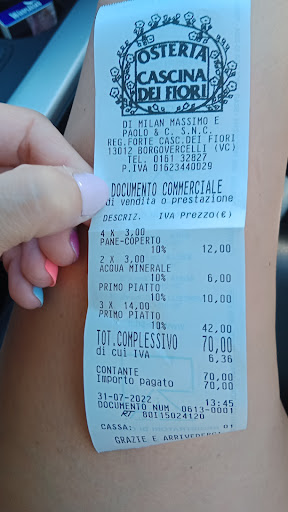 OSTERIA
CASCINA
DEI FIORI
DI MILAN MASSIMO E
PAOLO & C. S.N.C.
REG.FORTE CASC.DEI FIORI
13012 BORGOVERCELLI (VC)
TEL. 0161 32827
P.IVA 01623440029
DOCUMENTO COMMERCIALE
di vendita o prestazione
DESCRIZ. IVA Prezzo(€)
4 X 3,00
PANE-COPERTO
10% 12,00
2 X 3,00
ACQUA MINERALE
10% 6,00
PRIMO PIATTO
10% 10,00
3 X 14,00
PRIMO PIATTO
10% 42,00
TOT.COMPLESSIVO 70,00
di cui IVA 6,36
CONTANTE 70,00
Importo pagato 70,00
31-07-2022 13:45
DOCUMENTO NUM 0613-0001
RT 80I15024120
CASSA: 01
GRAZIE E ARRIVEDERCI